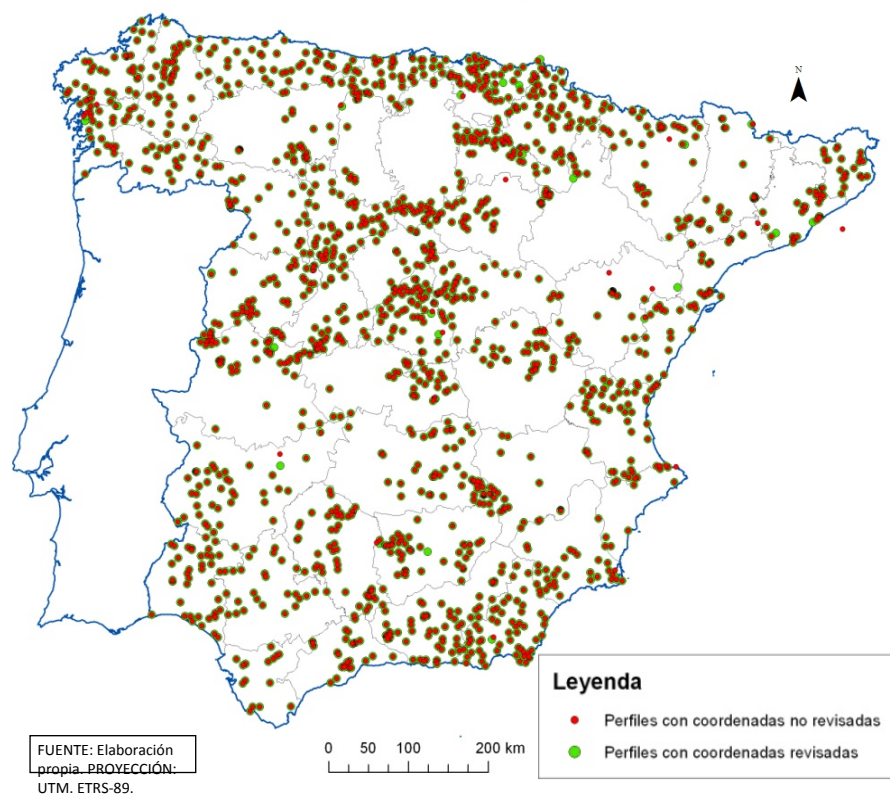 N
Leyenda
Perfiles con coordenadas no revisadas
Perfiles con coordenadas revisadas
FUENTE: Elaboración
propia. PROYECCIÓN:
UTM. ETRS-89.
0 50 100 200 km